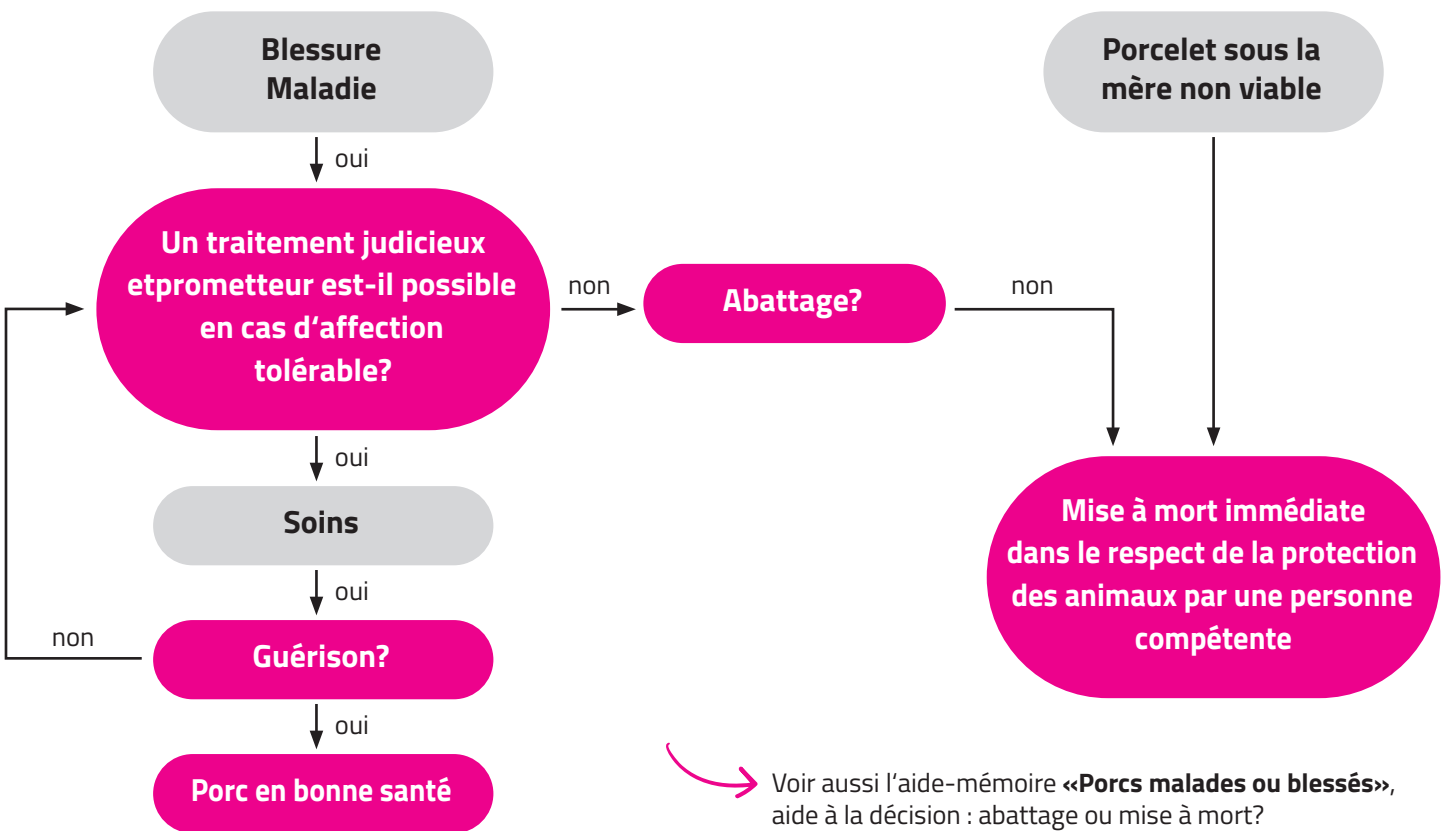 Blessure
Maladie
Porcelet sous la
mère non viable
oui
Un traitement judicieux
etprometteur est-il possible
en cas d‘affection
tolérable?
non
Abattage?
non
oui
Soins
oui
non
Guérison?
oui
Porc en bonne santé
Mise à mort immédiate
dans le respect de la protection
des animaux par une personne
compétente
Voir aussi l‘aide-mémoire «Porcs malades ou blessés»,
aide à la décision : abattage ou mise à mort?